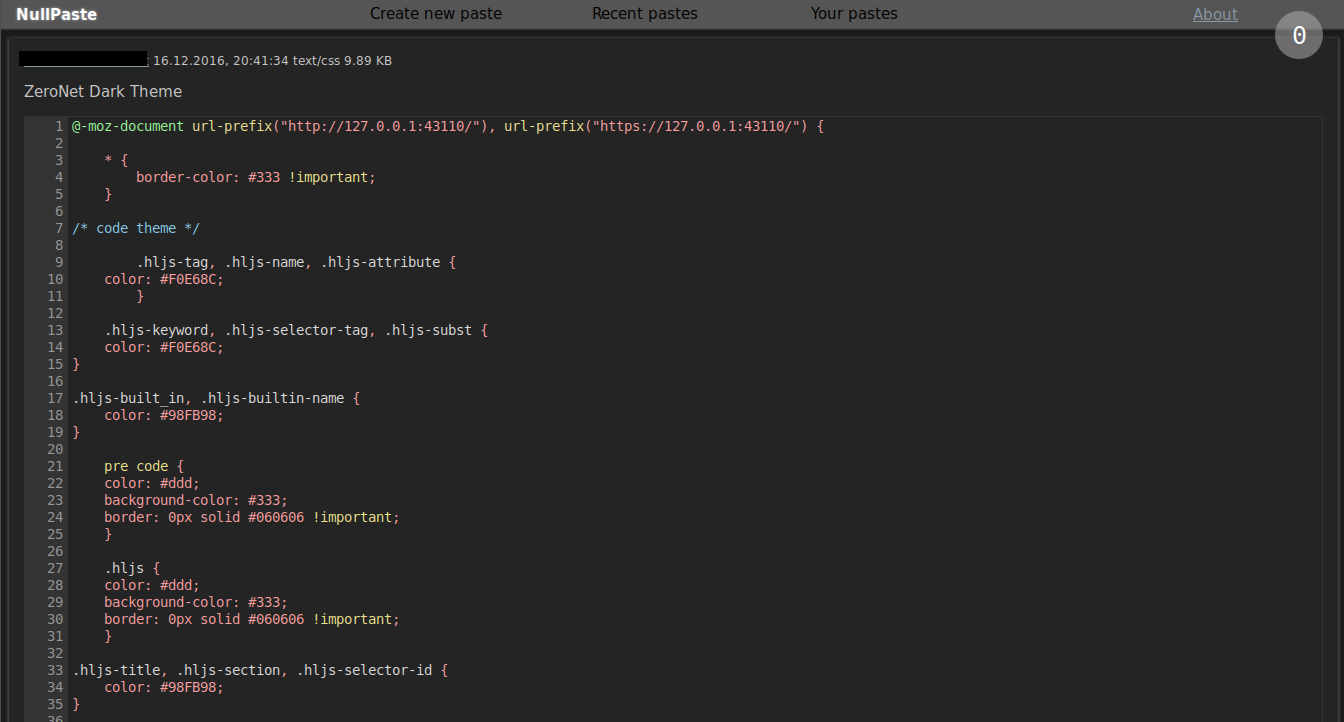 NullPaste Create new paste Recent pastes Your pastes About
0
16.12.2016, 20:41:34 text/css 9.89 KB
ZeroNet Dark Theme
1 @-moz-document url-prefix("http://127.0.0.1:43110/"), url-prefix("https://127.0.0.1:43110/") {
2
3     * {
4         border-color: #333 !important;
5     }
6
7 /* code theme */
8
9         .hljs-tag, .hljs-name, .hljs-attribute {
10     color: #F0E68C;
11         }
12
13     .hljs-keyword, .hljs-selector-tag, .hljs-subst {
14     color: #F0E68C;
15 }
16
17 .hljs-built_in, .hljs-builtin-name {
18     color: #98FB98;
19 }
20
21     pre code {
22     color: #ddd;
23     background-color: #333;
24     border: 0px solid #060606 !important;
25     }
26
27     .hljs {
28     color: #ddd;
29     background-color: #333;
30     border: 0px solid #060606 !important;
31     }
32
33 .hljs-title, .hljs-section, .hljs-selector-id {
34     color: #98FB98;
35 }
36